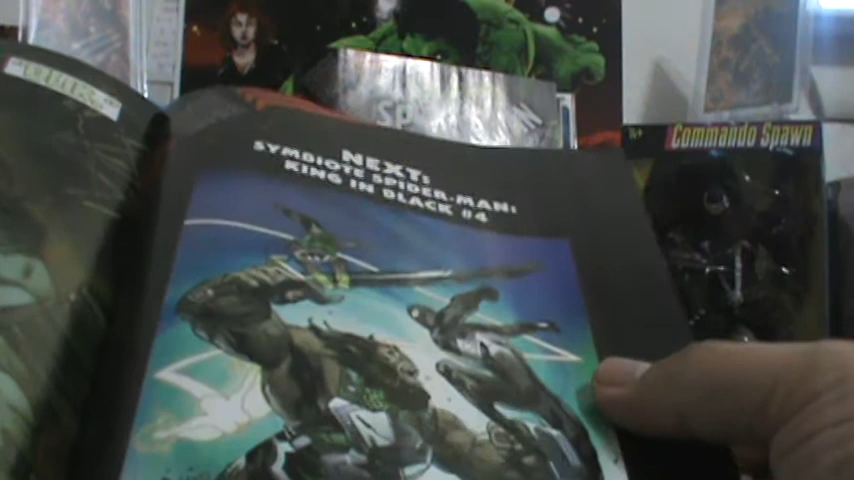 NEXT:
SYMBIOTE SPIDER-MAN:
KING IN BLACK #4
Commando Spawn